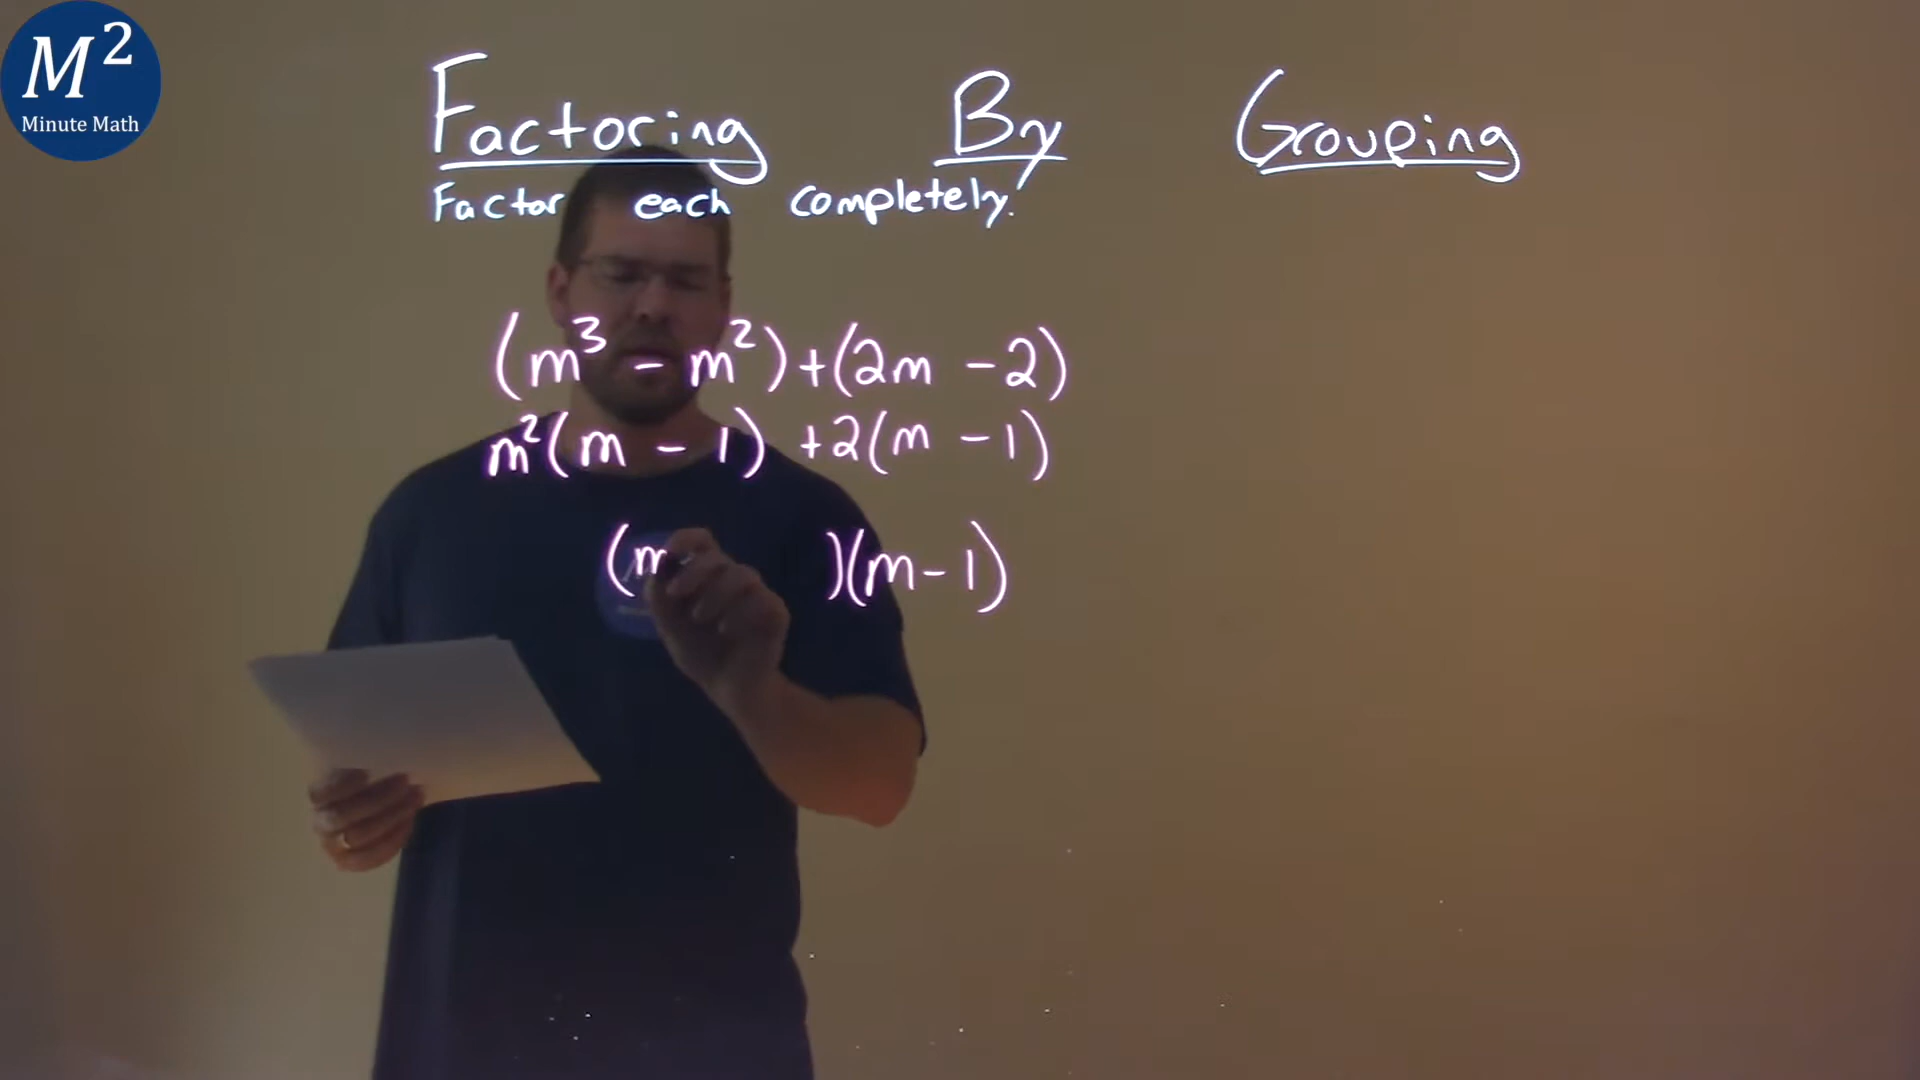 M²
Minute Math
Factoring By Grouping
Factor each completely.
(m³ - m²)+(2m -2)
m²(m - 1) +2(m -1)
(m )(m-1)